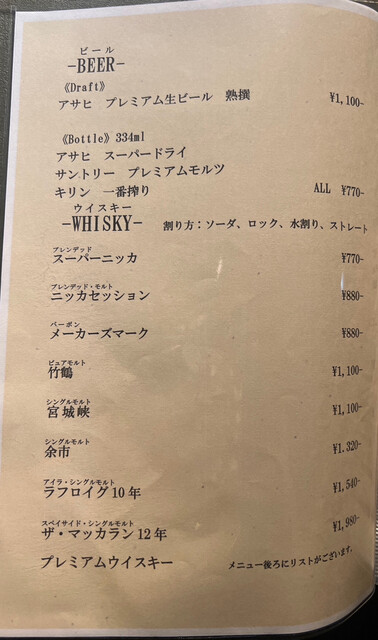 ビール
-BEER-
《Draft》
アサヒ プレミアム生ビール 熟撰 ¥1,100-
《Bottle》334ml
アサヒ スーパードライ
サントリー プレミアムモルツ
キリン 一番搾り ALL ¥770-
ウイスキー
-WHISKY- 割り方：ソーダ、ロック、水割り、ストレート
ブレンデッド
スーパーニッカ ¥770-
ブレンデッド・モルト
ニッカセッション ¥880-
バーボン
メーカーズマーク ¥880-
ピュアモルト
竹鶴 ¥1,100-
シングルモルト
宮城峡 ¥1,100-
シングルモルト
余市 ¥1,320-
アイラ・シングルモルト
ラフロイグ10年 ¥1,540-
スペイサイド・シングルモルト
ザ・マッカラン12年 ¥1,980-
プレミアムウイスキー メニュー後ろにリストがございます。